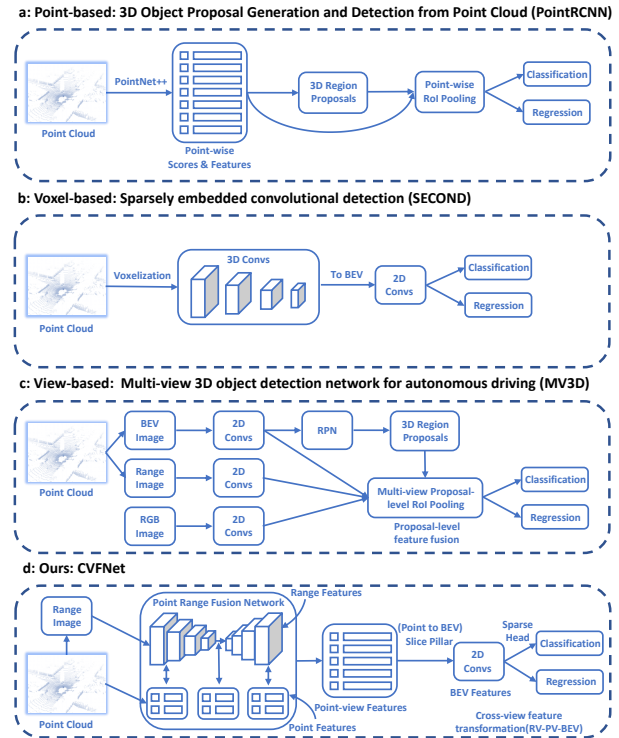 a: Point-based: 3D Object Proposal Generation and Detection from Point Cloud (PointRCNN)
Point Cloud
PointNet++
Point-wise
Scores & Features
3D Region
Proposals
Point-wise
RoI Pooling
Classification
Regression
b: Voxel-based: Sparsely embedded convolutional detection (SECOND)
Point Cloud
Voxelization
3D Convs
To BEV
2D
Convs
Classification
Regression
c: View-based: Multi-view 3D object detection network for autonomous driving (MV3D)
Point Cloud
BEV
Image
2D
Convs
RPN
3D Region
Proposals
Range
Image
2D
Convs
RGB
Image
2D
Convs
Multi-view Proposal-
level RoI Pooling
Proposal-level
feature fusion
Classification
Regression
d: Ours: CVFNet
Range
Image
Point Cloud
Point Range Fusion Network
Range Features
Point-view Features
Point Features
(Point to BEV)
Slice Pillar
2D
Convs
BEV Features
Sparse
Head
Classification
Regression
Cross-view feature
transformation(RV-PV-BEV)